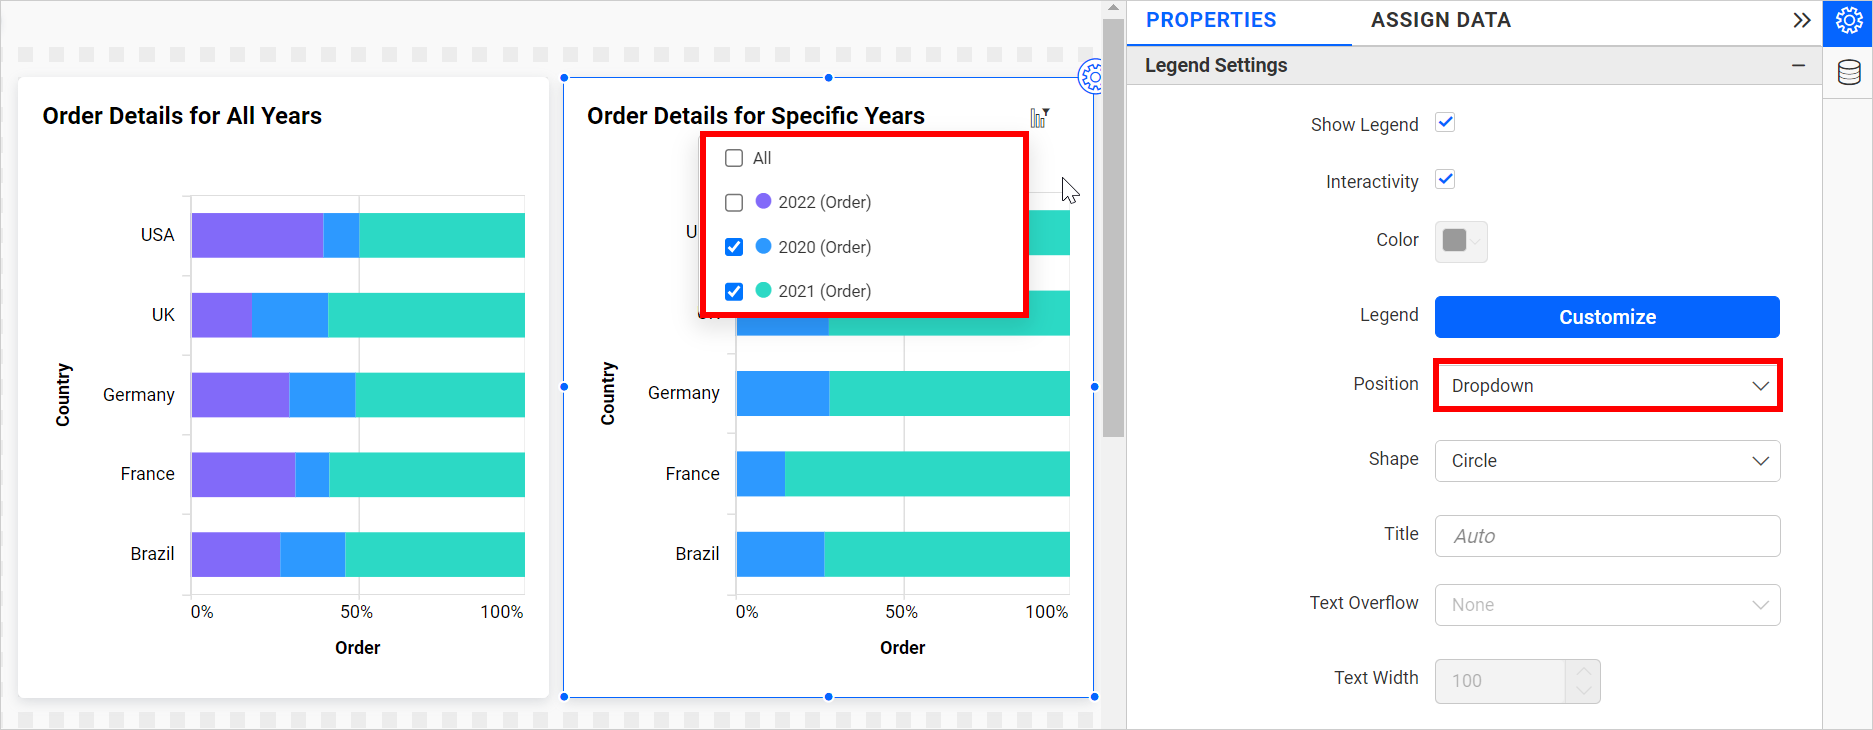 PROPERTIES
ASSIGN DATA
Legend Settings
Order Details for All Years
Country
USA
UK
Germany
France
Brazil
0%
50%
100%
Order
Order Details for Specific Years
All
2022 (Order)
2020 (Order)
2021 (Order)
Country
Germany
France
Brazil
0%
50%
100%
Order
Show Legend
Interactivity
Color
Legend
Customize
Position
Dropdown
Shape
Circle
Title
Auto
Text Overflow
None
Text Width
100